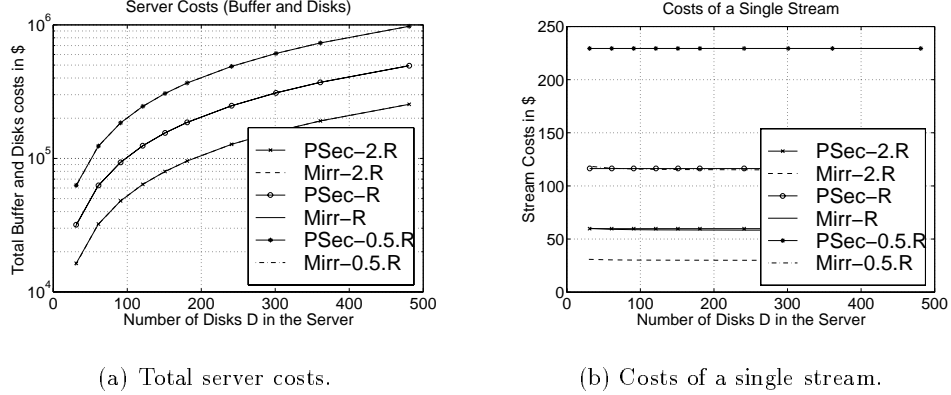 Server Costs (Buffer and Disks)
Total Buffer and Disks costs in $
10^6
10^5
10^4
0 100 200 300 400 500
Number of Disks D in the Server
PSec−2.R
Mirr−2.R
PSec−R
Mirr−R
PSec−0.5.R
Mirr−0.5.R
(a) Total server costs.
Costs of a Single Stream
Stream Costs in $
250
200
150
100
50
0
0 100 200 300 400 500
Number of Disks D in the Server
PSec−2.R
Mirr−2.R
PSec−R
Mirr−R
PSec−0.5.R
Mirr−0.5.R
(b) Costs of a single stream.